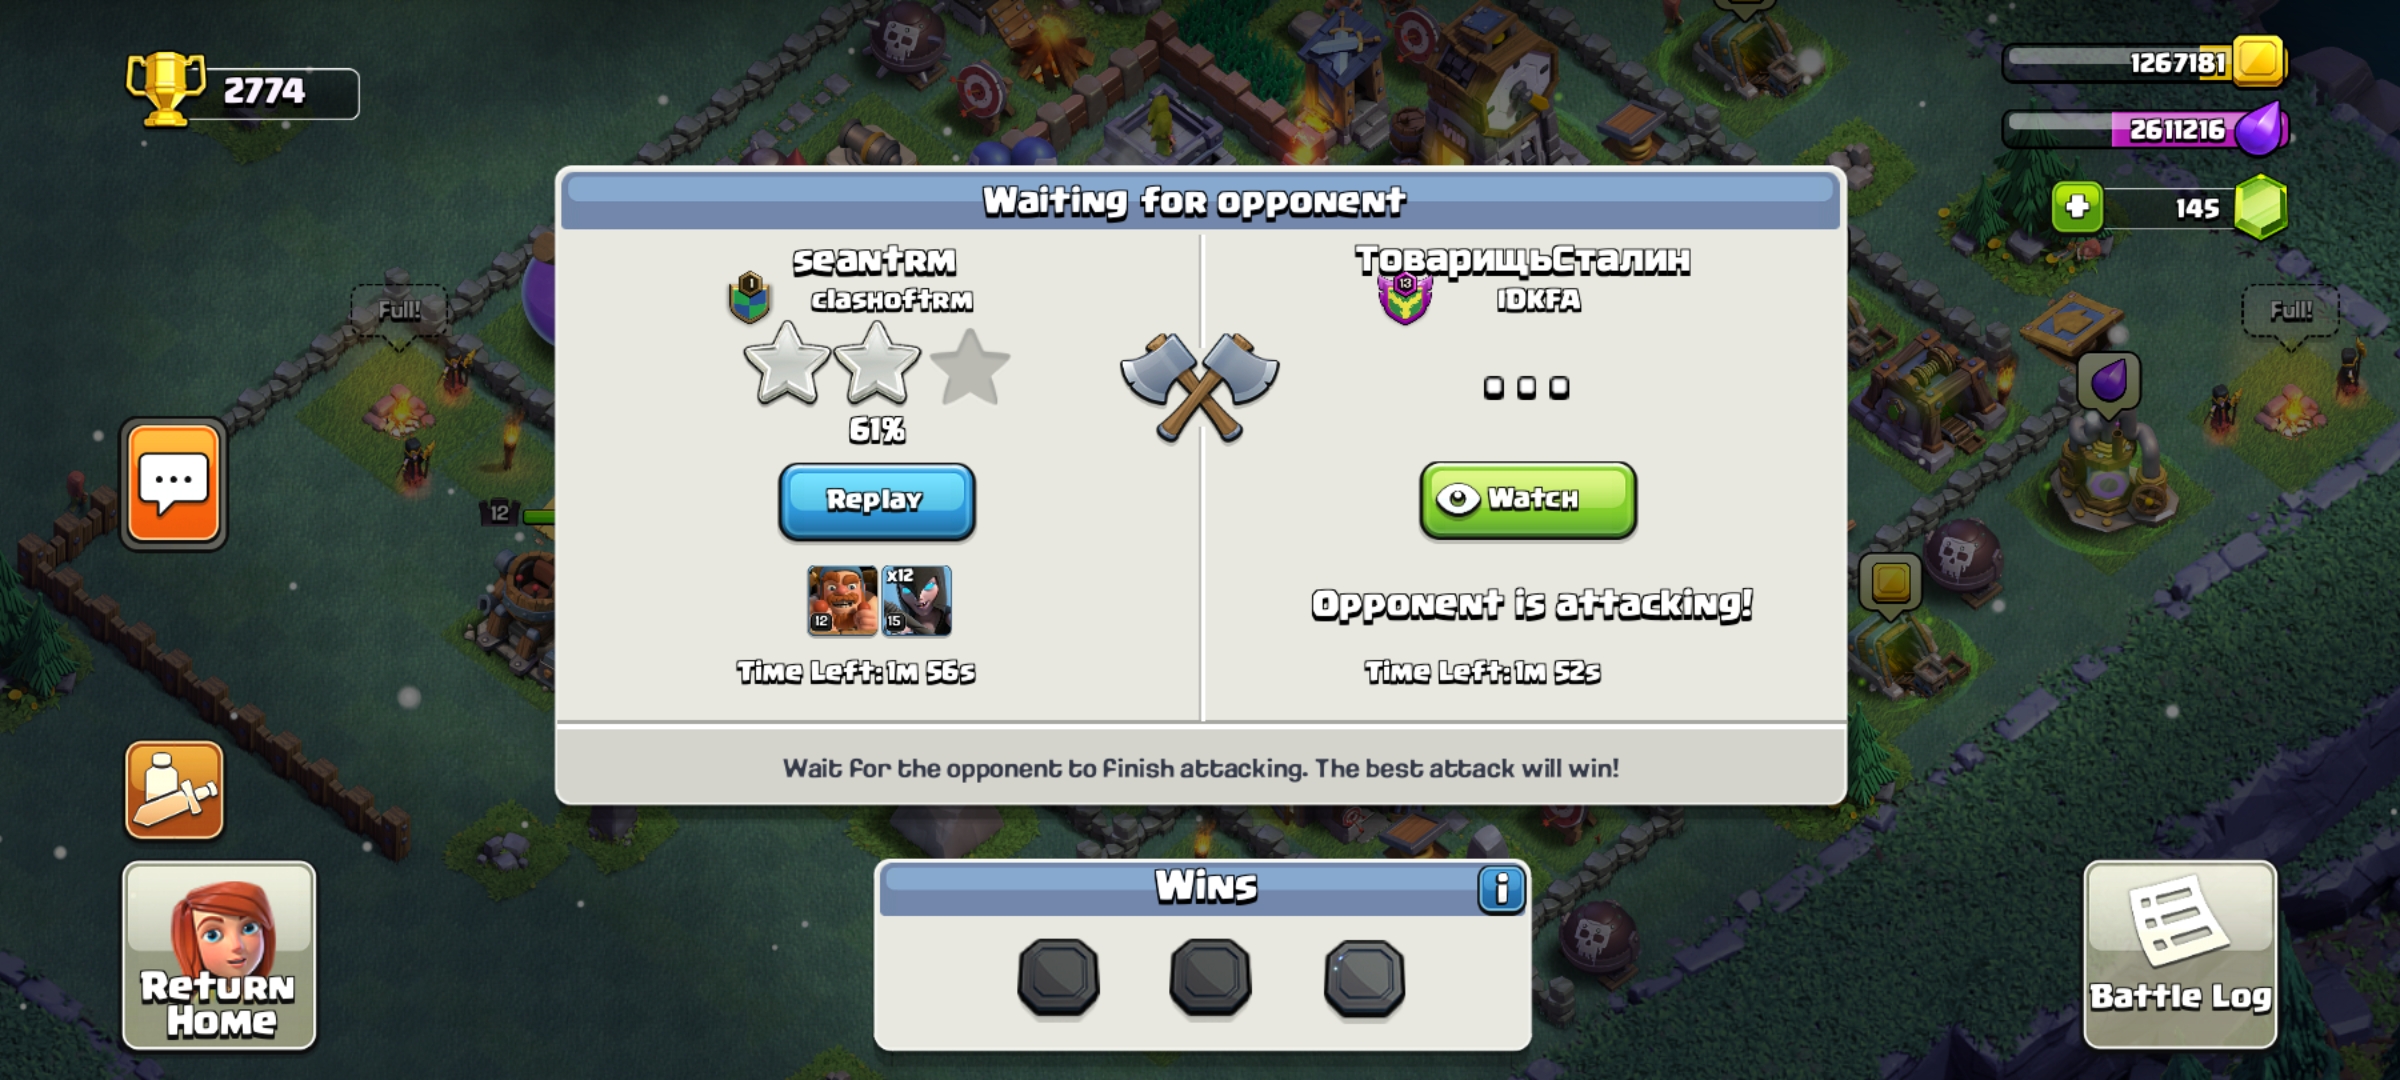 2774
1267181
2611216
145
Waiting for opponent
seantrm
1
clashoftrm
ТоварищьСталин
13
IDKFA
Full!
Full!
61%
Replay
Watch
12
x12
12
15
Opponent is attacking!
Time Left:1m 56s
Time Left:1m 52s
Wait for the opponent to finish attacking. The best attack will win!
Wins
i
Return
Home
Battle Log